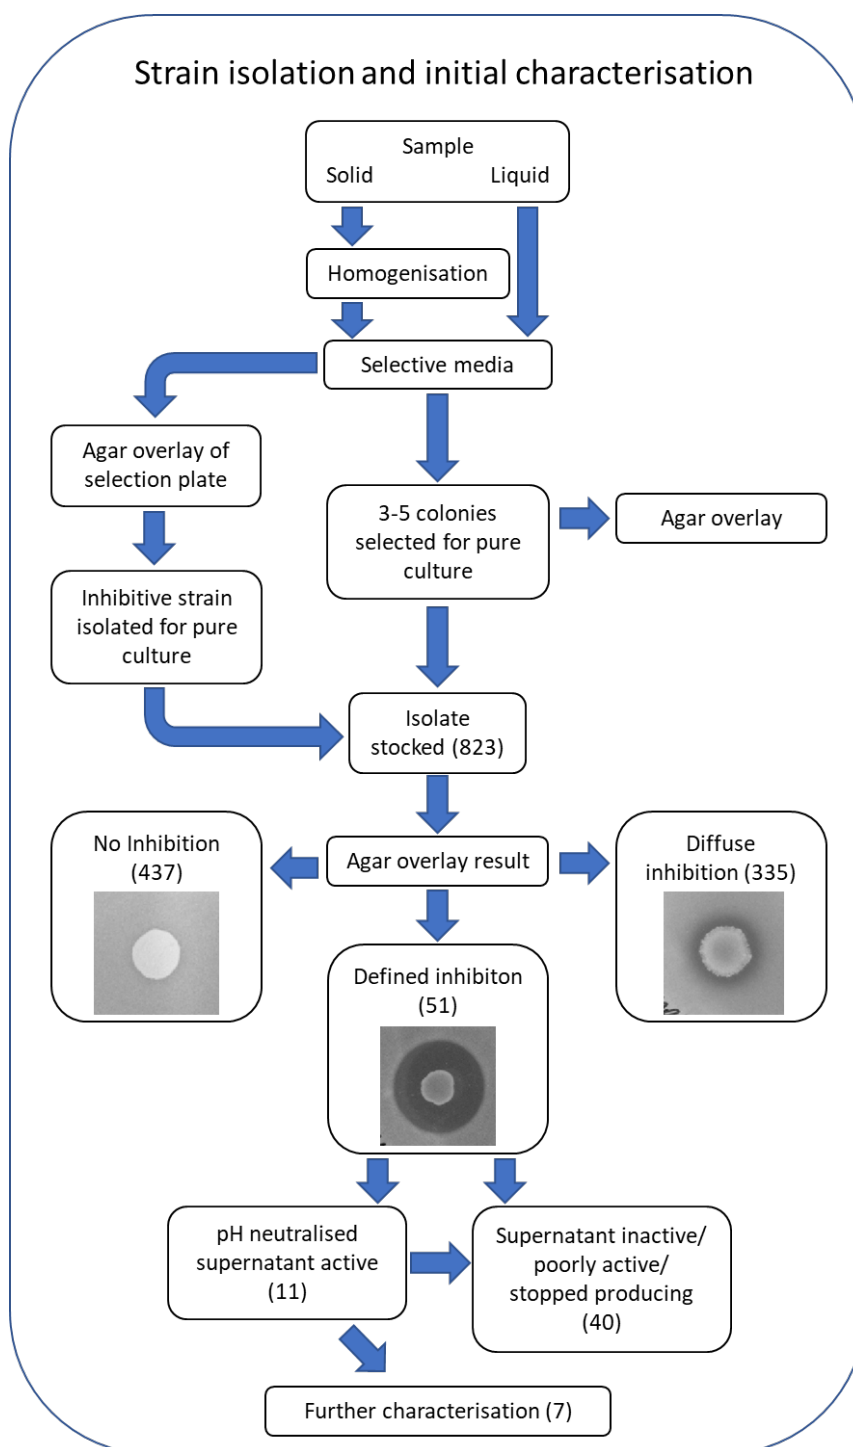 Strain isolation and initial characterisation
Sample
Solid Liquid
Homogenisation
Selective media
Agar overlay of
selection plate
3-5 colonies
selected for pure
culture
Agar overlay
Inhibitive strain
isolated for pure
culture
Isolate
stocked (823)
No Inhibition
(437)
Agar overlay result
Diffuse
inhibition (335)
Defined inhibiton
(51)
pH neutralised
supernatant active
(11)
Supernatant inactive/
poorly active/
stopped producing
(40)
Further characterisation (7)